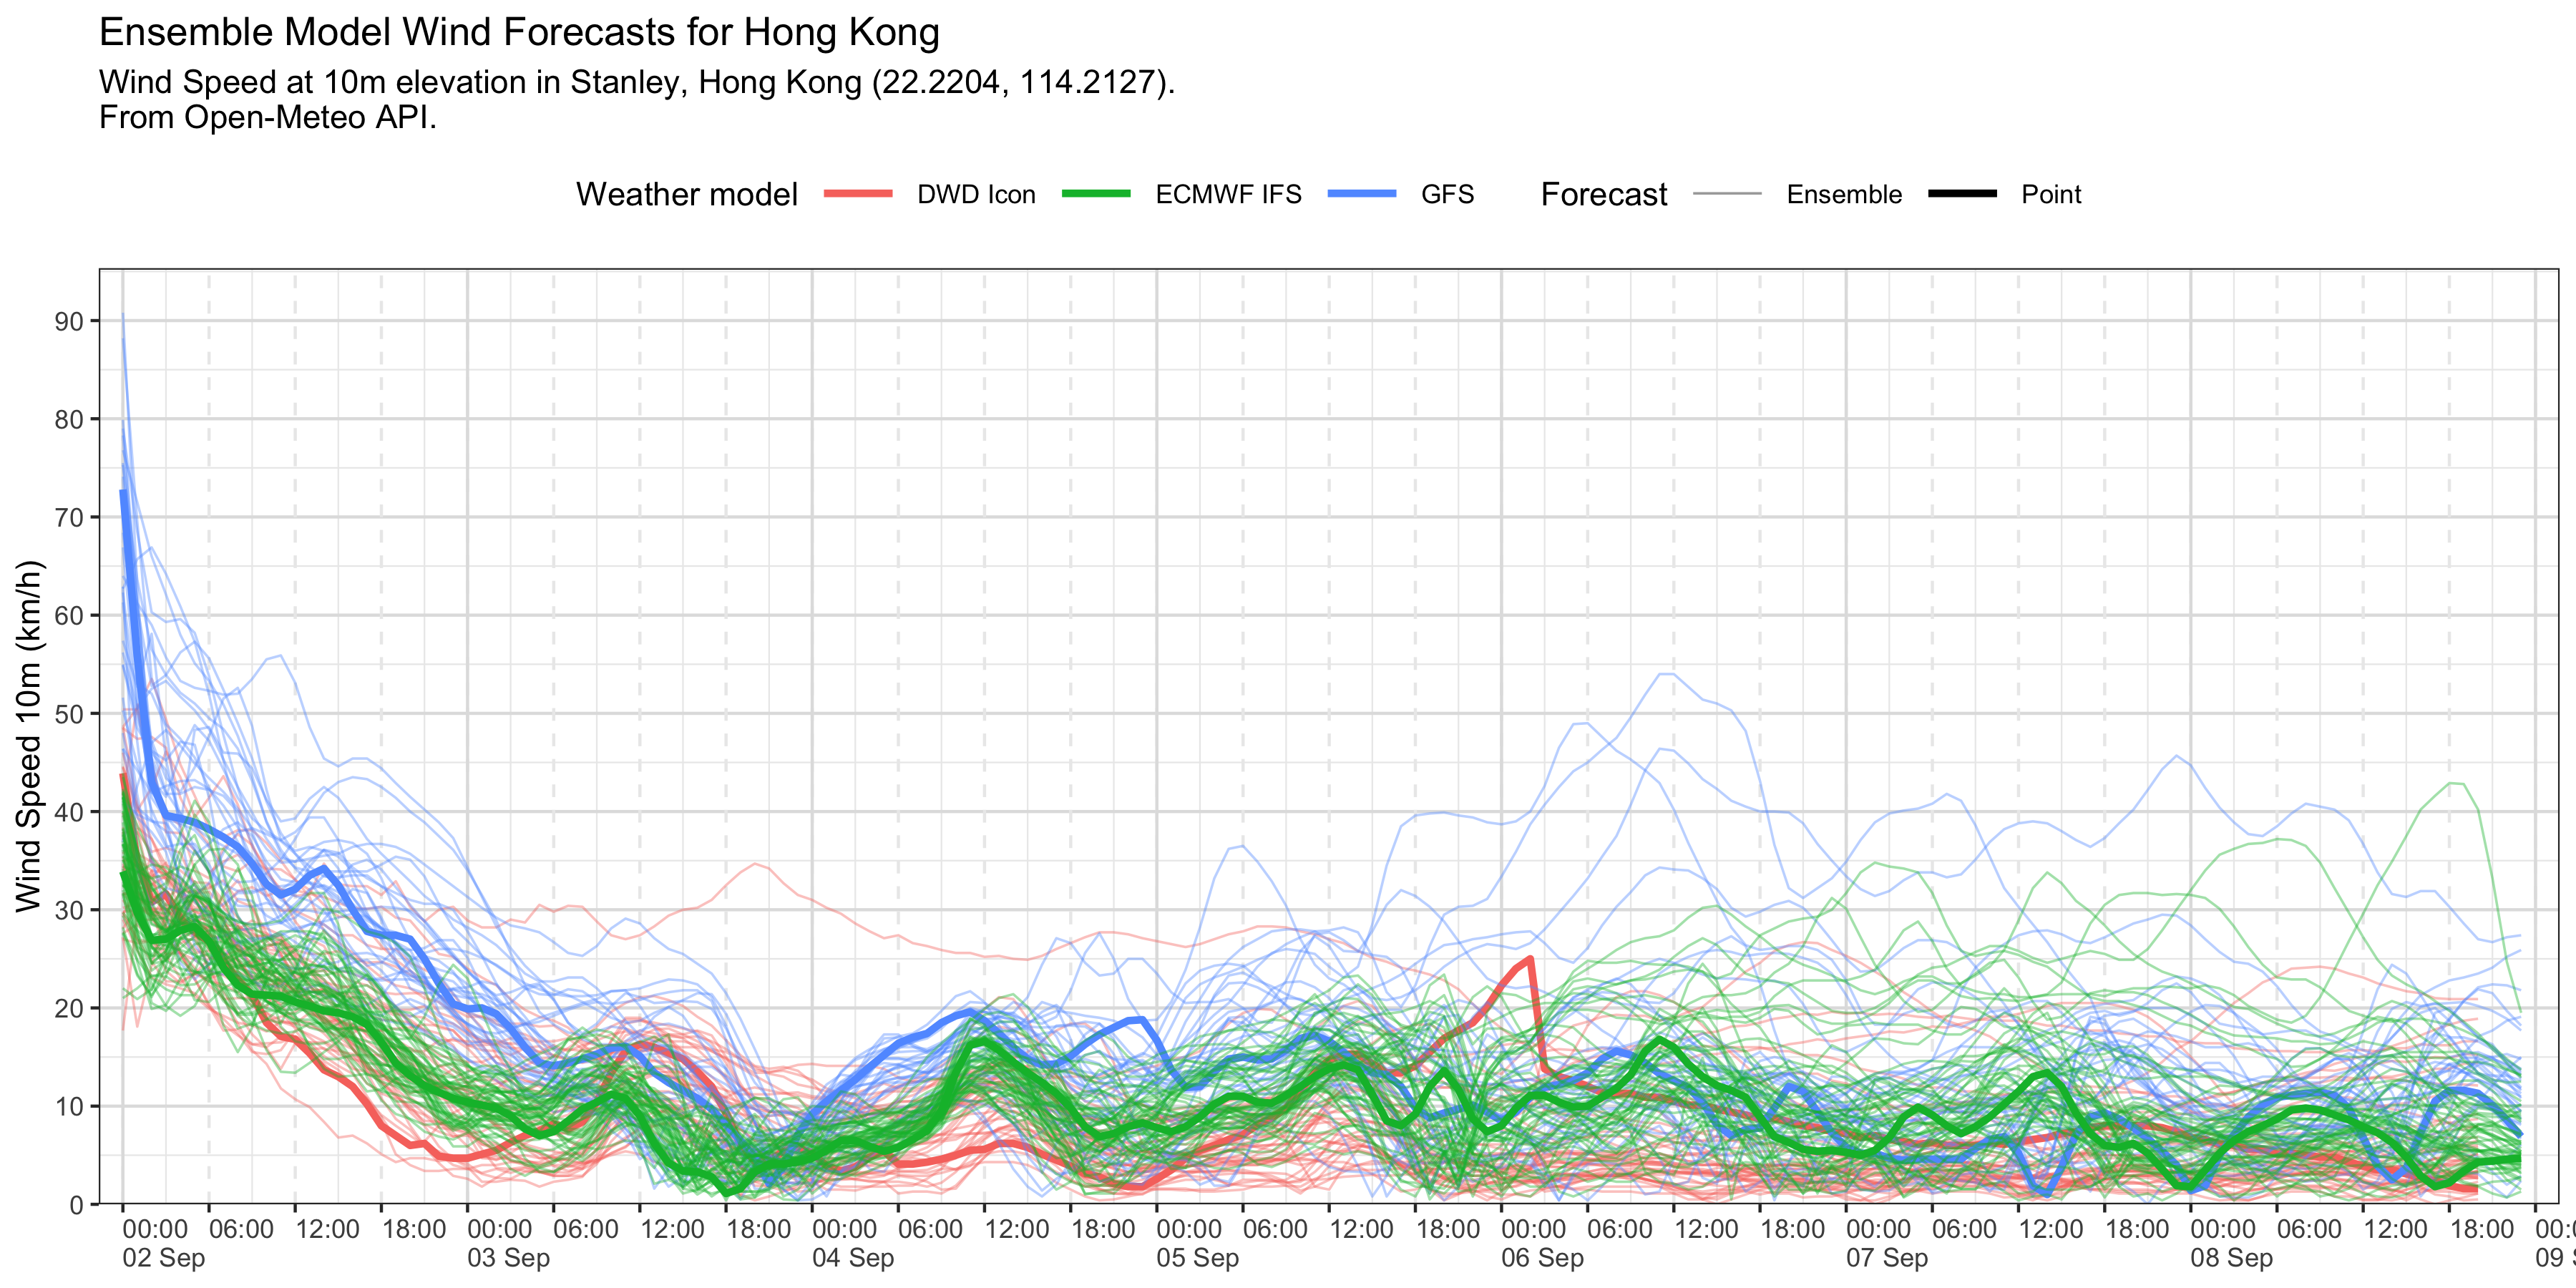 Ensemble Model Wind Forecasts for Hong Kong
Wind Speed at 10m elevation in Stanley, Hong Kong (22.2204, 114.2127).
From Open-Meteo API.
Weather model DWD Icon ECMWF IFS GFS Forecast Ensemble Point
Wind Speed 10m (km/h)
90
80
70
60
50
40
30
20
10
0
00:00 06:00 12:00 18:00 00:00 06:00 12:00 18:00 00:00 06:00 12:00 18:00 00:00 06:00 12:00 18:00 00:00 06:00 12:00 18:00 00:00 06:00 12:00 18:00 00:00 06:00 12:00 18:00
02 Sep 03 Sep 04 Sep 05 Sep 06 Sep 07 Sep 08 Sep 09